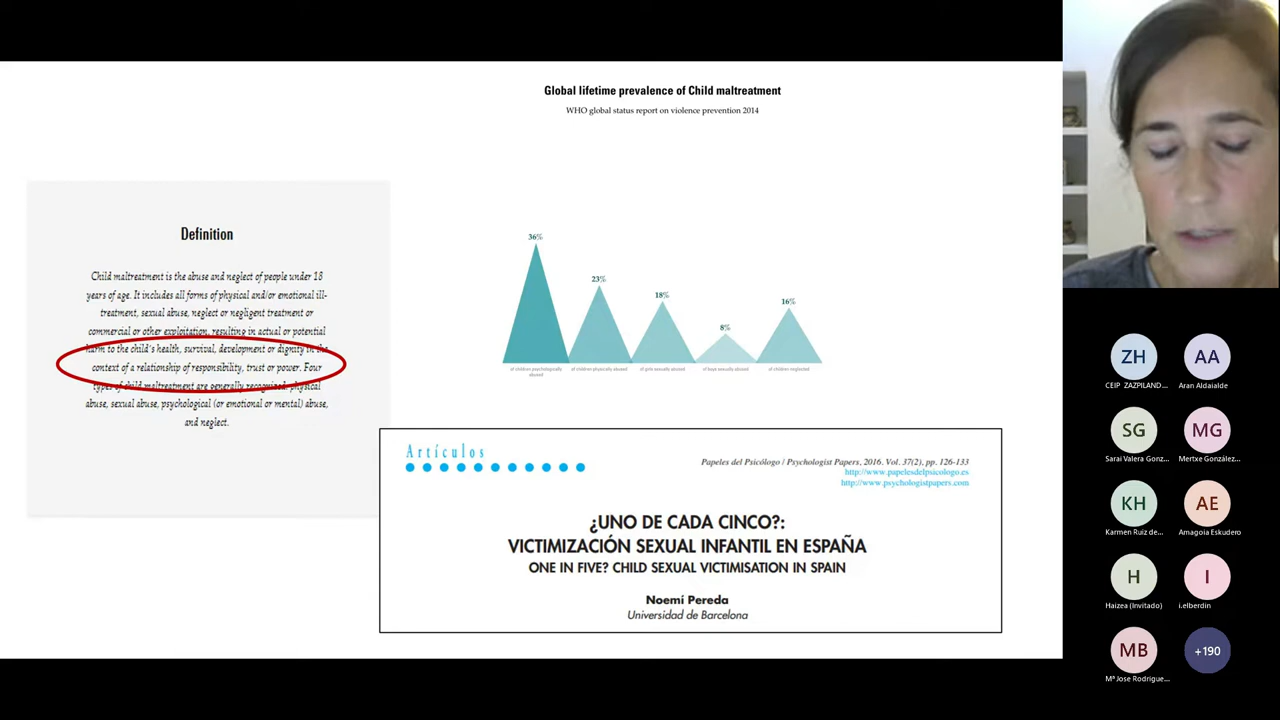 Global lifetime prevalence of Child maltreatment
WHO global status report on violence prevention 2014
Definition
Child maltreatment is the abuse and neglect of people under 18
years of age. It includes all forms of physical and/or emotional ill-
treatment, sexual abuse, neglect or negligent treatment or
commercial or other exploitation, resulting in actual or potential
harm to the child's health, survival, development or dignity in the
context of a relationship of responsibility, trust or power. Four
types of child maltreatment are generally recognized: physical
abuse, sexual abuse, psychological (or emotional or mental) abuse,
and neglect.
36%
23%
18%
8%
16%
of children psychologically
abused
of children physically abused
of girls sexually abused
of boys sexually abused
of children neglected
Artículos
Papeles del Psicólogo / Psychologist Papers, 2016. Vol. 37(2), pp. 126-133
http://www.papelesdelpsicologo.es
http://www.psychologistpapers.com
¿UNO DE CADA CINCO?:
VICTIMIZACIÓN SEXUAL INFANTIL EN ESPAÑA
ONE IN FIVE? CHILD SEXUAL VICTIMISATION IN SPAIN
Noemí Pereda
Universidad de Barcelona
ZH
CEIP ZAZPILAND...
AA
Aran Aldaialde
SG
Sarai Valera Gonz...
MG
Mertxe González...
KH
Karmen Ruiz de...
AE
Amagoia Eskudero
H
Haizea (Invitado)
I
i.elberdin
MB
Mª Jose Rodrigue...
+190